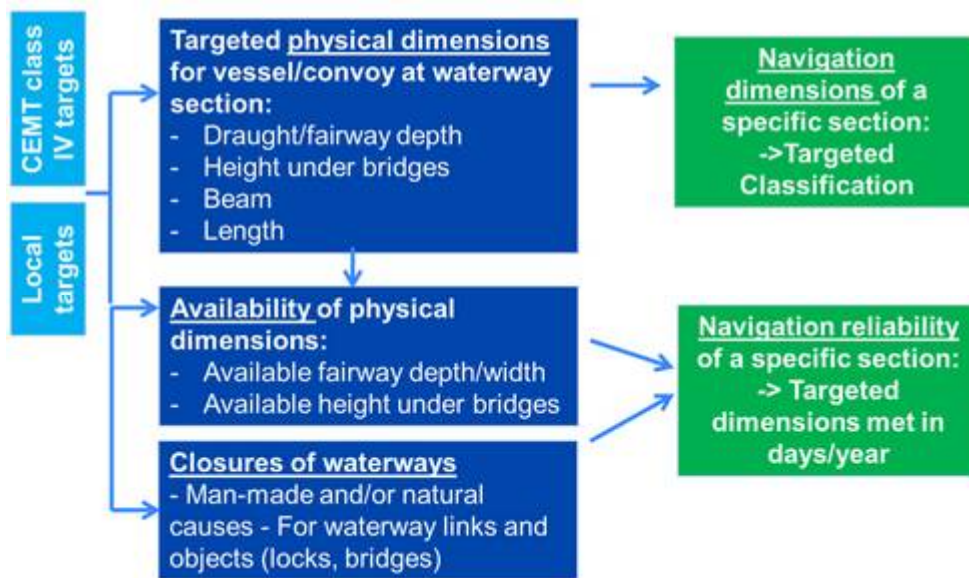 CEMT class
IV targets
Local
targets
Targeted physical dimensions
for vessel/convoy at waterway
section:
- Draught/fairway depth
- Height under bridges
- Beam
- Length
Availability of physical
dimensions:
- Available fairway depth/width
- Available height under bridges
Closures of waterways
- Man-made and/or natural
causes - For waterway links and
objects (locks, bridges)
Navigation
dimensions of a
specific section:
->Targeted
Classification
Navigation reliability
of a specific section:
-> Targeted
dimensions met in
days/year